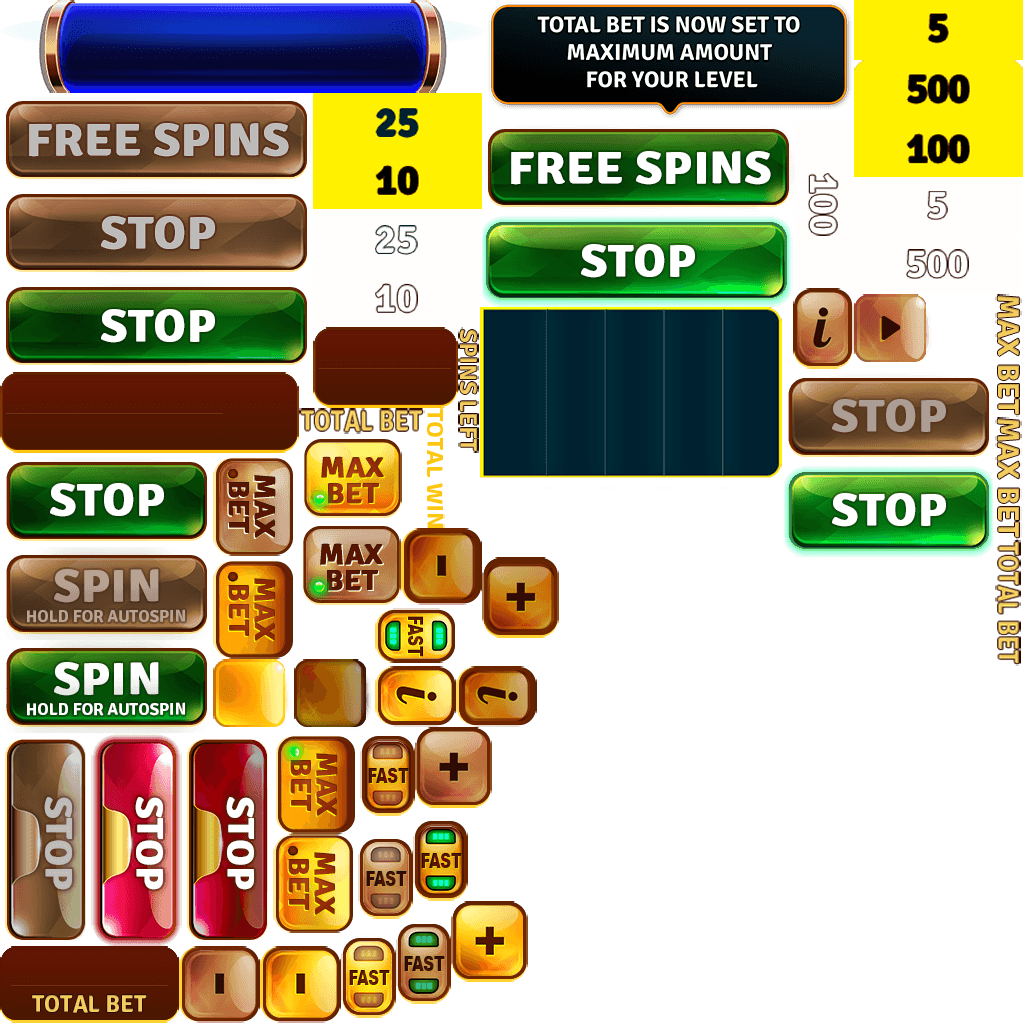 TOTAL BET IS NOW SET TO
MAXIMUM AMOUNT
FOR YOUR LEVEL
5
500
100
FREE SPINS
25
10
FREE SPINS
100
5
STOP
25
STOP
500
10
STOP
i
SPINS LEFT
MAX BET
TOTAL BET
TOTAL WIN
STOP
MAX BET
MAX
BET
STOP
MAX
BET
STOP
MAX
BET
-
+
TOTAL BET
SPIN
HOLD FOR AUTOSPIN
MAX
BET
FAST
SPIN
HOLD FOR AUTOSPIN
i
i
STOP
STOP
STOP
MAX
BET
FAST
+
MAX
BET
FAST
FAST
TOTAL BET
-
-
FAST
FAST
+